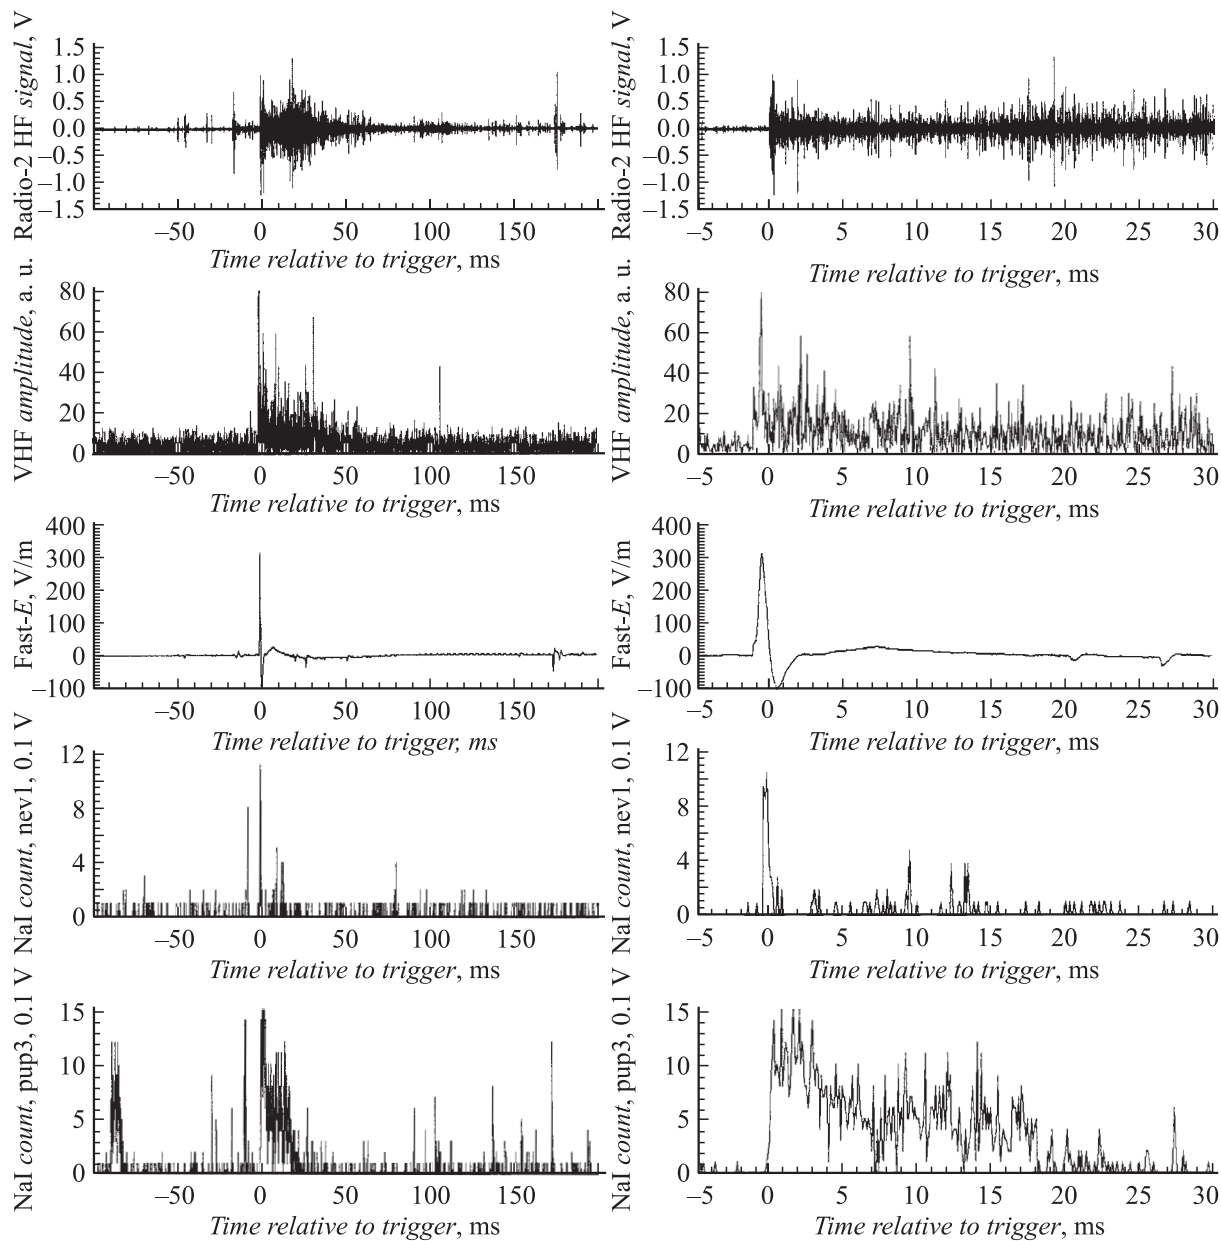 Radio-2 HF signal, V
1.5
1.0
0.5
0.0
–0.5
–1.0
–1.5
–50 0 50 100 150
Time relative to trigger, ms
Radio-2 HF signal, V
1.5
1.0
0.5
0.0
–0.5
–1.0
–1.5
–5 0 5 10 15 20 25 30
Time relative to trigger, ms
VHF amplitude, a. u.
80
60
40
20
0
–50 0 50 100 150
Time relative to trigger, ms
VHF amplitude, a. u.
80
60
40
20
0
–5 0 5 10 15 20 25 30
Time relative to trigger, ms
Fast-E, V/m
400
300
200
100
0
–100
–50 0 50 100 150
Time relative to trigger, ms
Fast-E, V/m
400
300
200
100
0
–100
–5 0 5 10 15 20 25 30
Time relative to trigger, ms
NaI count, nev1, 0.1 V
12
8
4
0
–50 0 50 100 150
Time relative to trigger, ms
NaI count, nev1, 0.1 V
12
8
4
0
–5 0 5 10 15 20 25 30
Time relative to trigger, ms
NaI count, pup3, 0.1 V
15
10
5
0
–50 0 50 100 150
Time relative to trigger, ms
NaI count, pup3, 0.1 V
15
10
5
0
–5 0 5 10 15 20 25 30
Time relative to trigger, ms